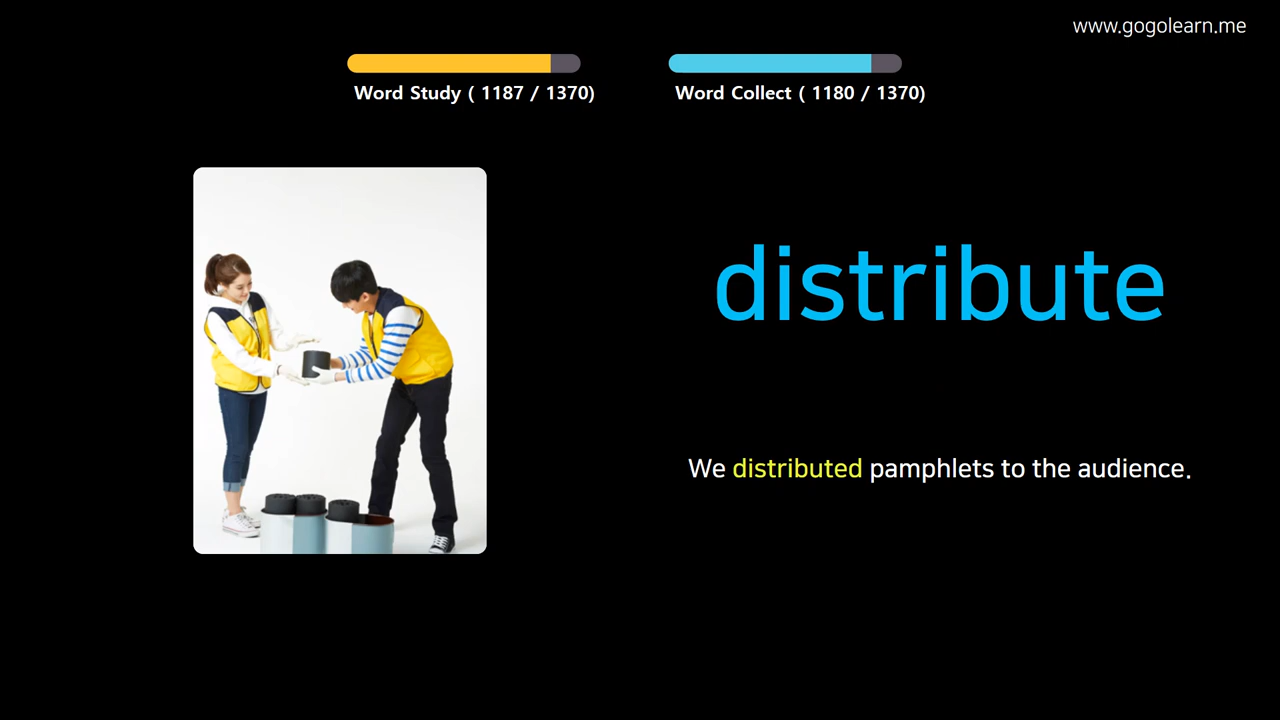 www.gogolearn.me
Word Study ( 1187 / 1370)
Word Collect ( 1180 / 1370)
distribute
We distributed pamphlets to the audience.